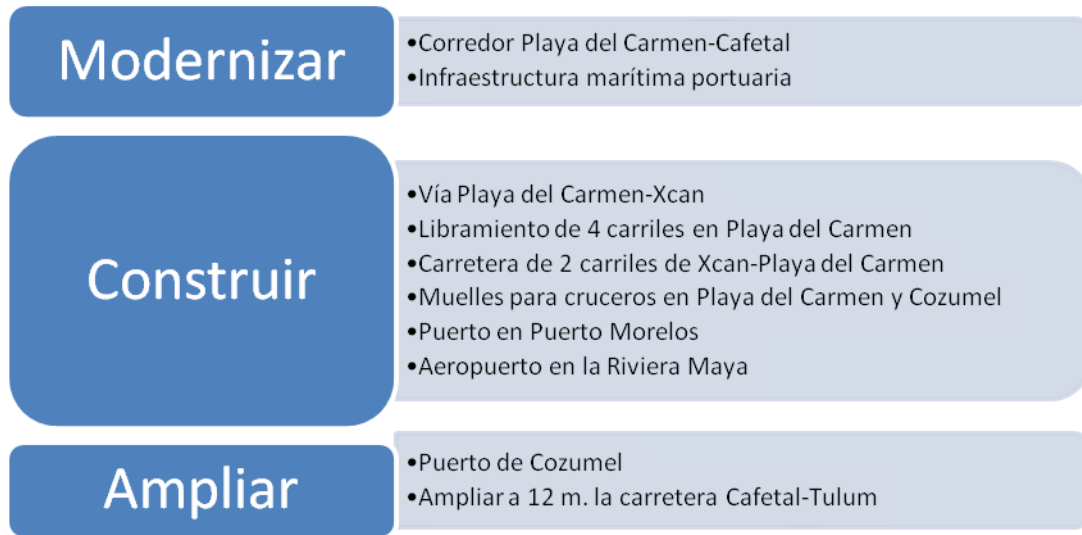 Modernizar
•Corredor Playa del Carmen-Cafetal
•Infraestructura marítima portuaria
Construir
•Vía Playa del Carmen-Xcan
•Libramiento de 4 carriles en Playa del Carmen
•Carretera de 2 carriles de Xcan-Playa del Carmen
•Muelles para cruceros en Playa del Carmen y Cozumel
•Puerto en Puerto Morelos
•Aeropuerto en la Riviera Maya
Ampliar
•Puerto de Cozumel
•Ampliar a 12 m. la carretera Cafetal-Tulum